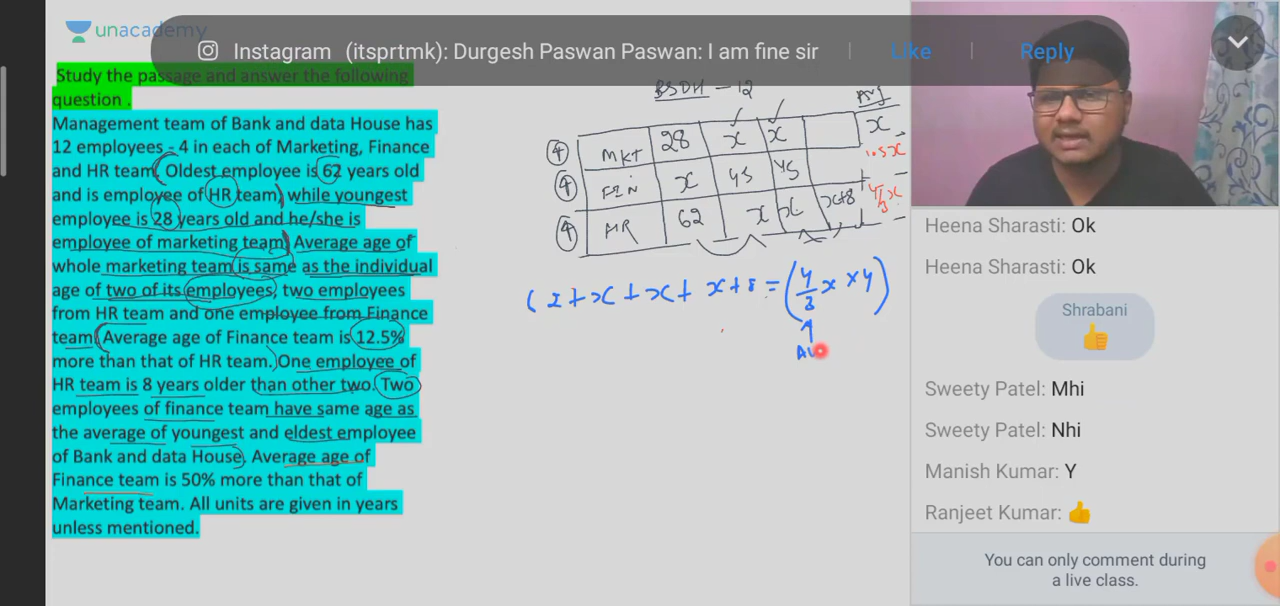 unacademy
Instagram (itsprtmk): Durgesh Paswan Paswan: I am fine sir
Like
Reply
Study the passage and answer the following
question .
Management team of Bank and data House has
12 employees - 4 in each of Marketing, Finance
and HR team. Oldest employee is 62 years old
and is employee of HR team, while youngest
employee is 28 years old and he/she is
employee of marketing team. Average age of
whole marketing team is same as the individual
age of two of its employees, two employees
from HR team and one employee from Finance
team. Average age of Finance team is 12.5%
more than that of HR team. One employee of
HR team is 8 years older than other two. Two
employees of finance team have same age as
the average of youngest and eldest employee
of Bank and data House. Average age of
Finance team is 50% more than that of
Marketing team. All units are given in years
unless mentioned.
BSDH - 12
Avg
4 MKT 28 x x x
4 FIN x 45 45 1.5x
4 HR 62 x x x+8 4/3x
x + x + x+8 = (4/3 x × 4)
Heena Sharasti: Ok
Heena Sharasti: Ok
Shrabani
👍
Sweety Patel: Mhi
Sweety Patel: Nhi
Manish Kumar: Y
Ranjeet Kumar: 👍
You can only comment during
a live class.